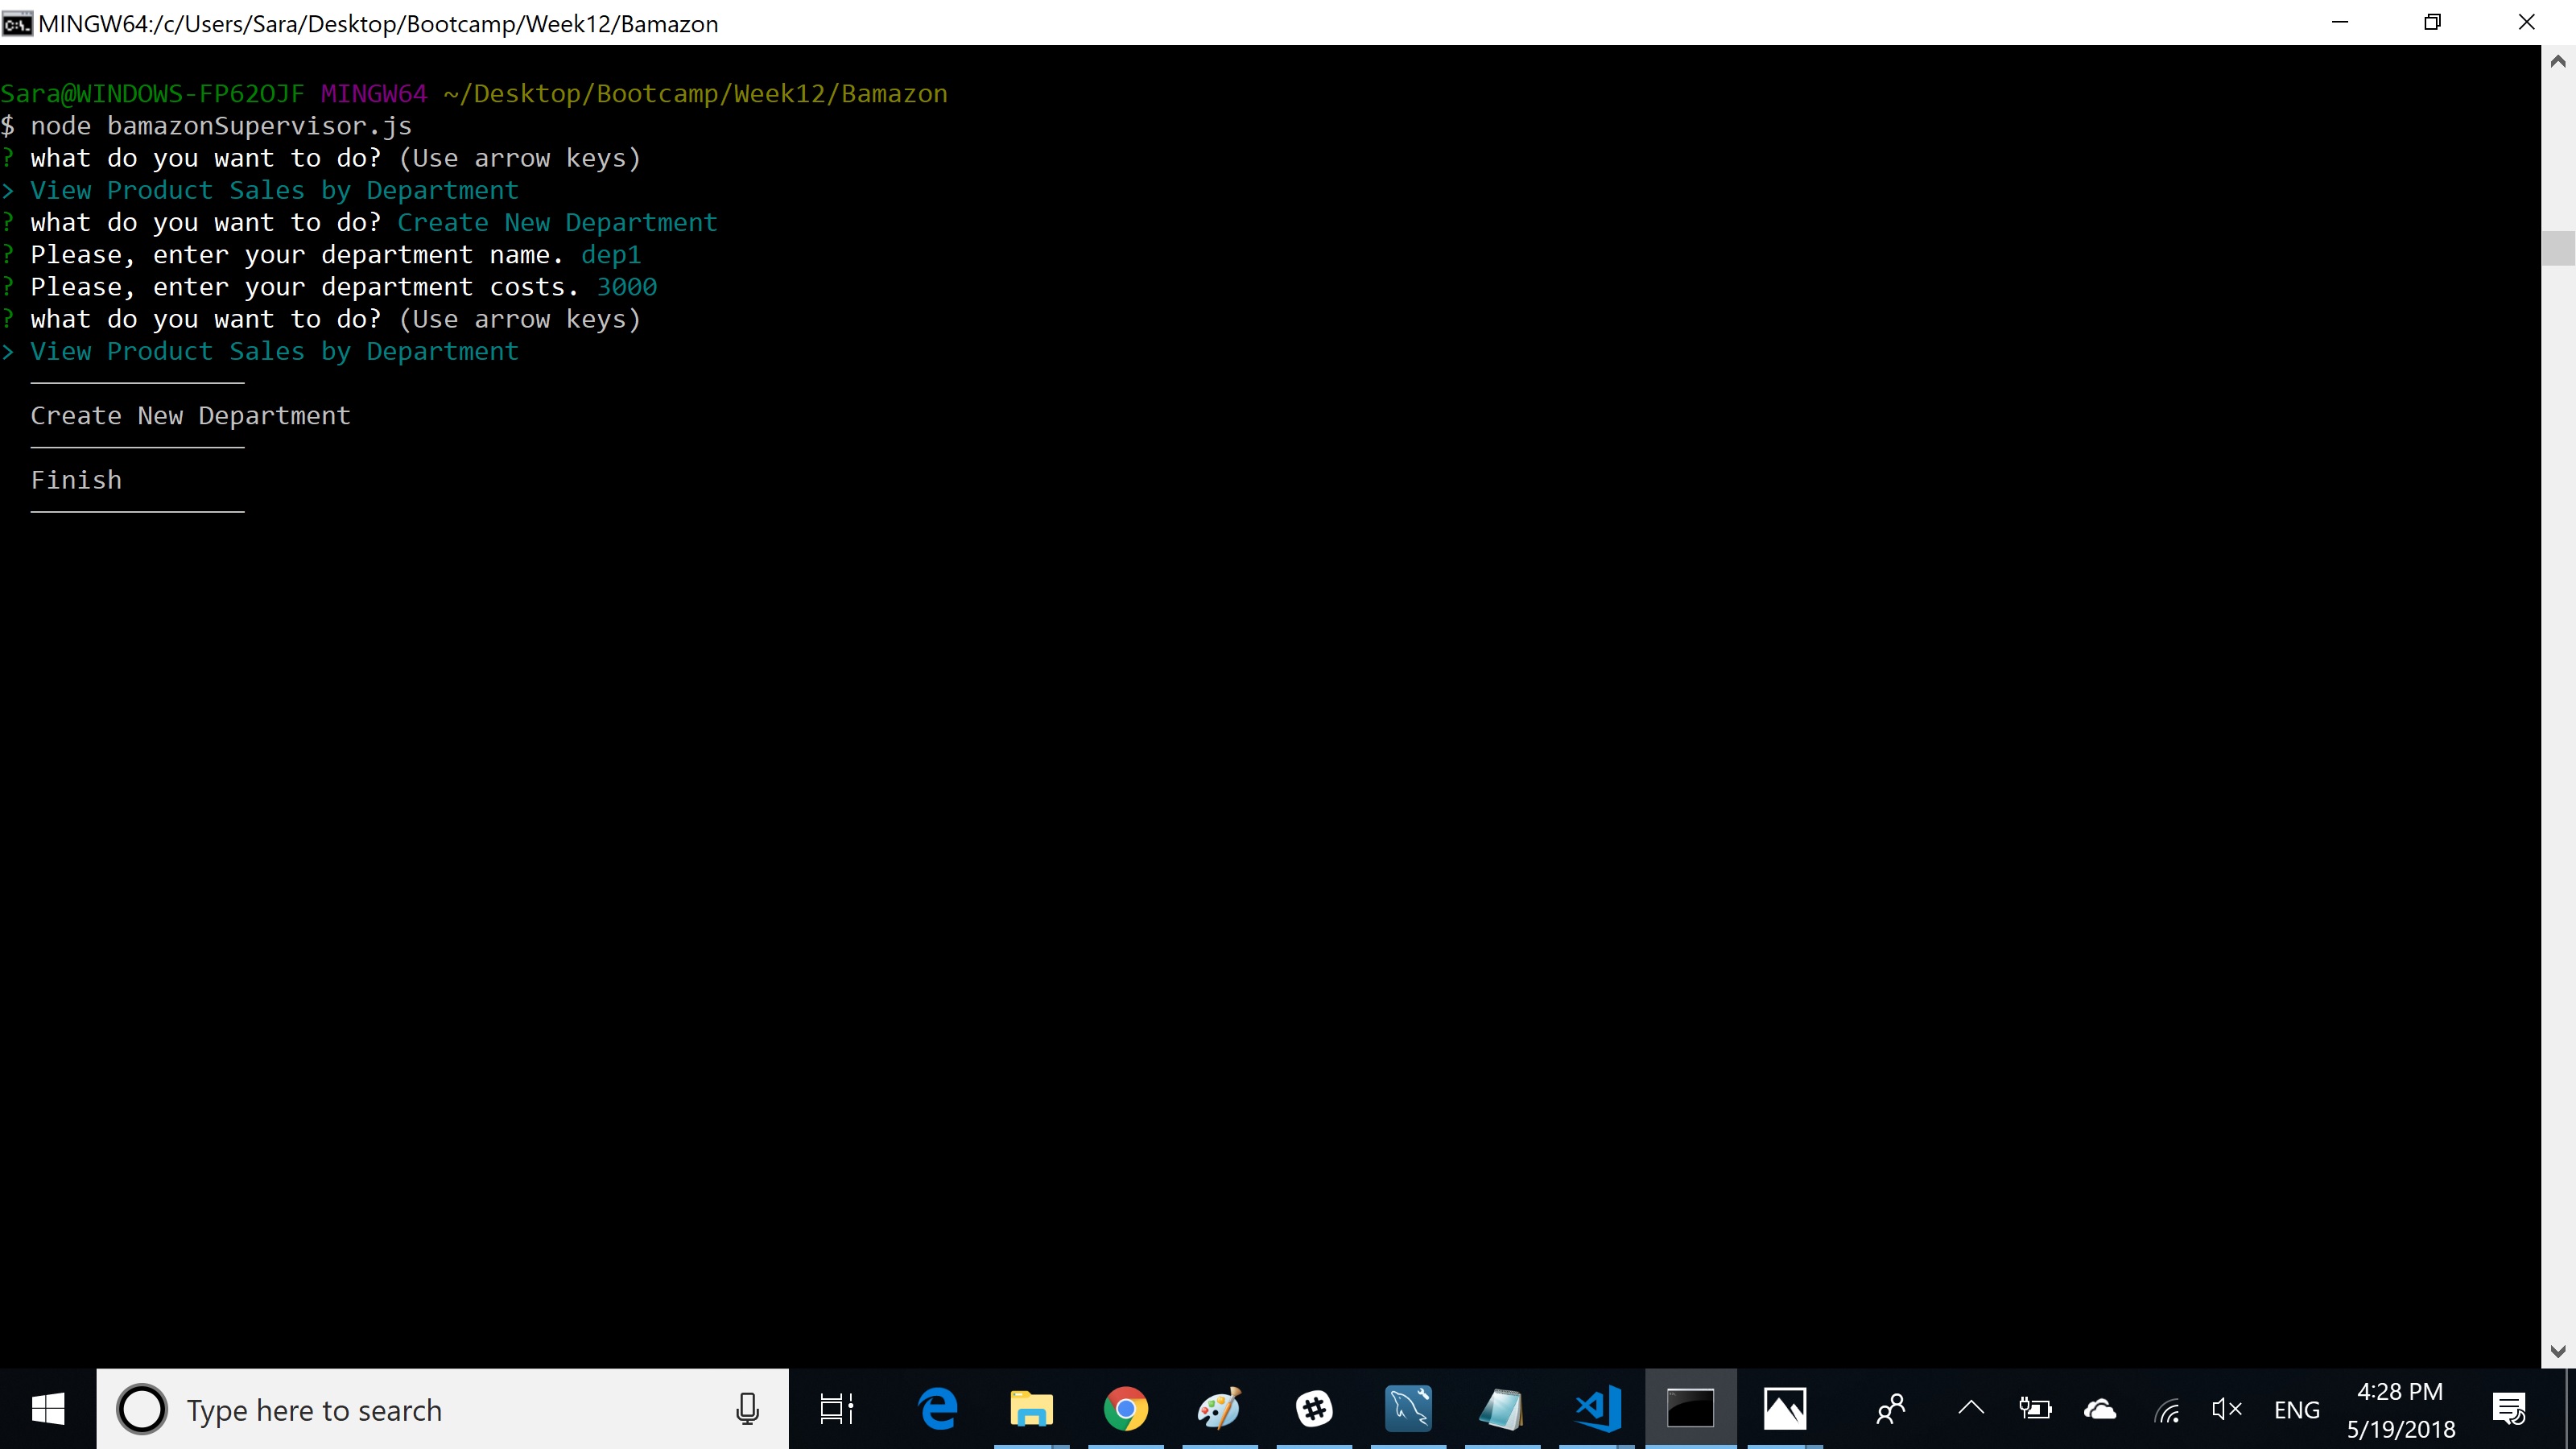 MINGW64:/c/Users/Sara/Desktop/Bootcamp/Week12/Bamazon
Sara@WINDOWS-FP62OJF MINGW64 ~/Desktop/Bootcamp/Week12/Bamazon
$ node bamazonSupervisor.js
? what do you want to do? (Use arrow keys)
> View Product Sales by Department
? what do you want to do? Create New Department
? Please, enter your department name. dep1
? Please, enter your department costs. 3000
? what do you want to do? (Use arrow keys)
> View Product Sales by Department
Create New Department
Finish
Type here to search
ENG
4:28 PM
5/19/2018